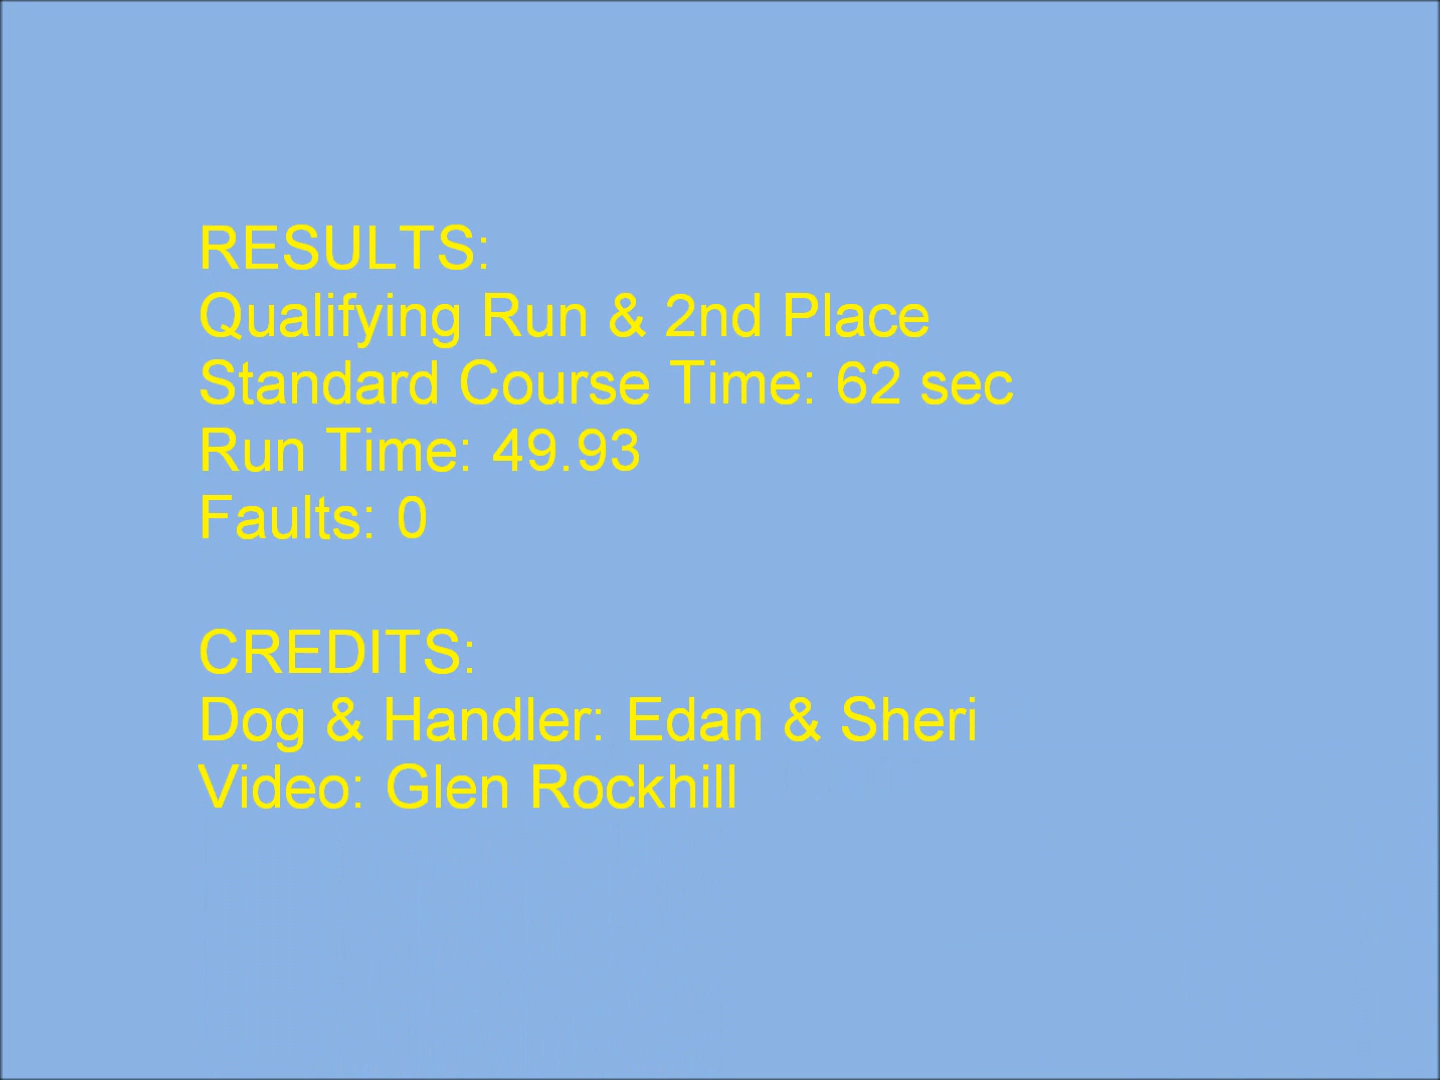 RESULTS:
Qualifying Run & 2nd Place
Standard Course Time: 62 sec
Run Time: 49.93
Faults: 0
CREDITS:
Dog & Handler: Edan & Sheri
Video: Glen Rockhill